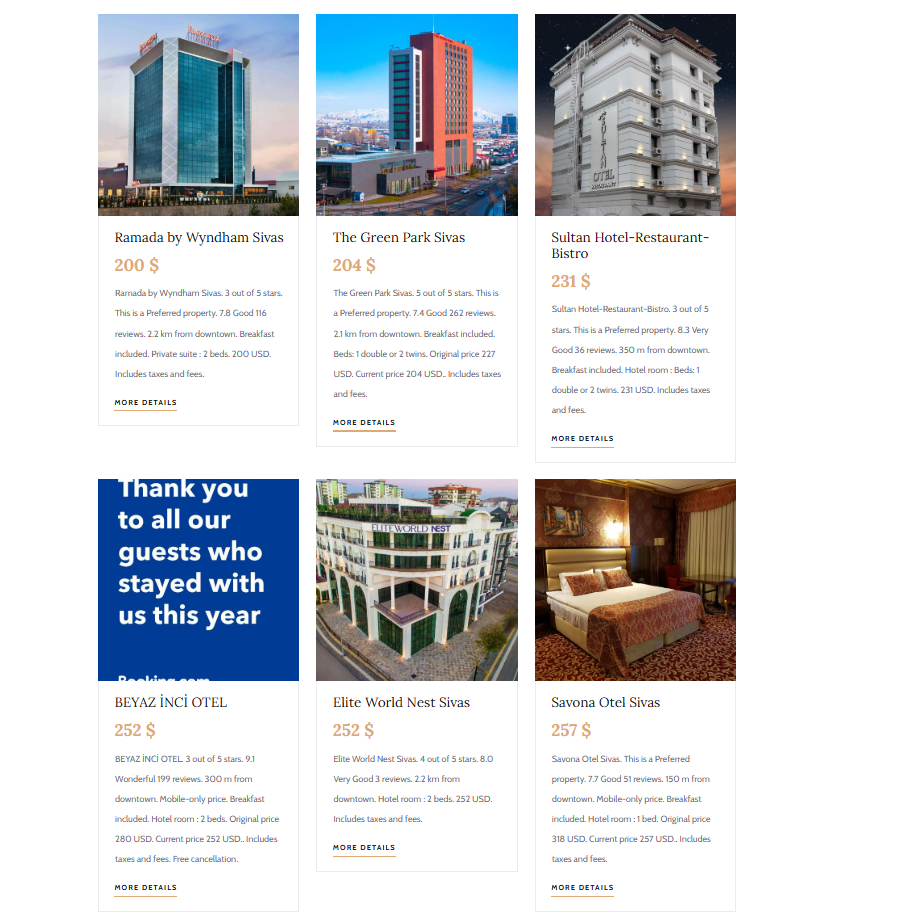 SULTAN
OTEL
RESTAURANT
Ramada by Wyndham Sivas
200 $
Ramada by Wyndham Sivas. 3 out of 5 stars.
This is a Preferred property. 7.8 Good 116
reviews. 2.2 km from downtown. Breakfast
included. Private suite : 2 beds. 200 USD.
Includes taxes and fees.
MORE DETAILS
The Green Park Sivas
204 $
The Green Park Sivas. 5 out of 5 stars. This is
a Preferred property. 7.4 Good 262 reviews.
2.1 km from downtown. Breakfast included.
Beds: 1 double or 2 twins. Original price 227
USD. Current price 204 USD.. Includes taxes
and fees.
MORE DETAILS
Sultan Hotel-Restaurant-
Bistro
231 $
Sultan Hotel-Restaurant-Bistro. 3 out of 5
stars. This is a Preferred property. 8.3 Very
Good 36 reviews. 350 m from downtown.
Breakfast included. Hotel room : Beds: 1
double or 2 twins. 231 USD. Includes taxes
and fees.
MORE DETAILS
Thank you
to all our
guests who
stayed with
us this year
Booking.com
BEYAZ İNCİ OTEL
252 $
BEYAZ İNCİ OTEL. 3 out of 5 stars. 9.1
Wonderful 199 reviews. 300 m from
downtown. Mobile-only price. Breakfast
included. Hotel room : 2 beds. Original price
280 USD. Current price 252 USD.. Includes
taxes and fees. Free cancellation.
MORE DETAILS
ELITEWORLD NEST
Elite World Nest Sivas
252 $
Elite World Nest Sivas. 4 out of 5 stars. 8.0
Very Good 3 reviews. 2.2 km from
downtown. Hotel room : 2 beds. 252 USD.
Includes taxes and fees.
MORE DETAILS
Savona Otel Sivas
257 $
Savona Otel Sivas. This is a Preferred
property. 7.7 Good 51 reviews. 150 m from
downtown. Mobile-only price. Breakfast
included. Hotel room : 1 bed. Original price
318 USD. Current price 257 USD.. Includes
taxes and fees.
MORE DETAILS